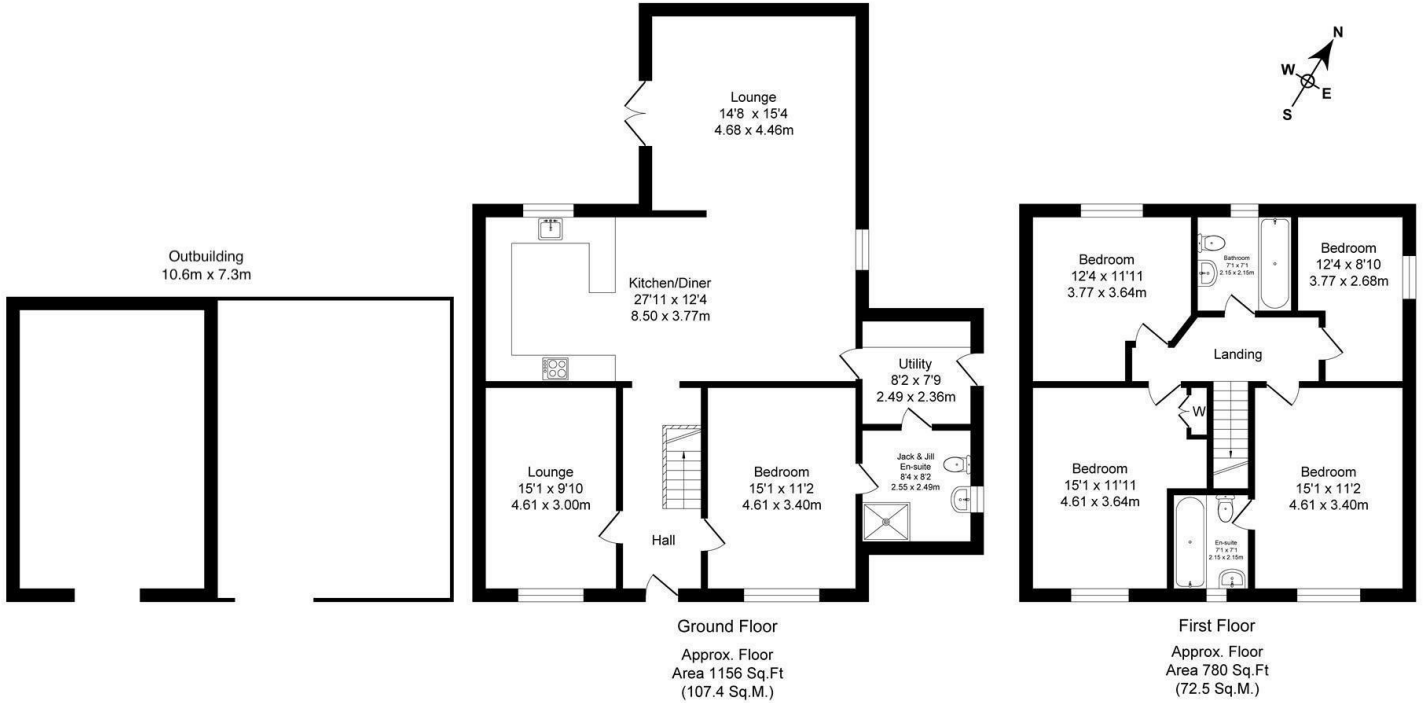 N
W
E
S
Lounge
14'8 x 15'4
4.68 x 4.46m
Outbuilding
10.6m x 7.3m
Kitchen/Diner
27'11 x 12'4
8.50 x 3.77m
Utility
8'2 x 7'9
2.49 x 2.36m
Lounge
15'1 x 9'10
4.61 x 3.00m
Hall
Bedroom
15'1 x 11'2
4.61 x 3.40m
Jack & Jill
En-suite
8'4 x 8'2
2.55 x 2.49m
Ground Floor
Approx. Floor
Area 1156 Sq.Ft
(107.4 Sq.M.)
Bedroom
12'4 x 11'11
3.77 x 3.64m
Bathroom
7'1 x 7'1
2.15 x 2.15m
Bedroom
12'4 x 8'10
3.77 x 2.68m
Landing
W
Bedroom
15'1 x 11'11
4.61 x 3.64m
En-suite
7'1 x 7'1
2.15 x 2.15m
Bedroom
15'1 x 11'2
4.61 x 3.40m
First Floor
Approx. Floor
Area 780 Sq.Ft
(72.5 Sq.M.)